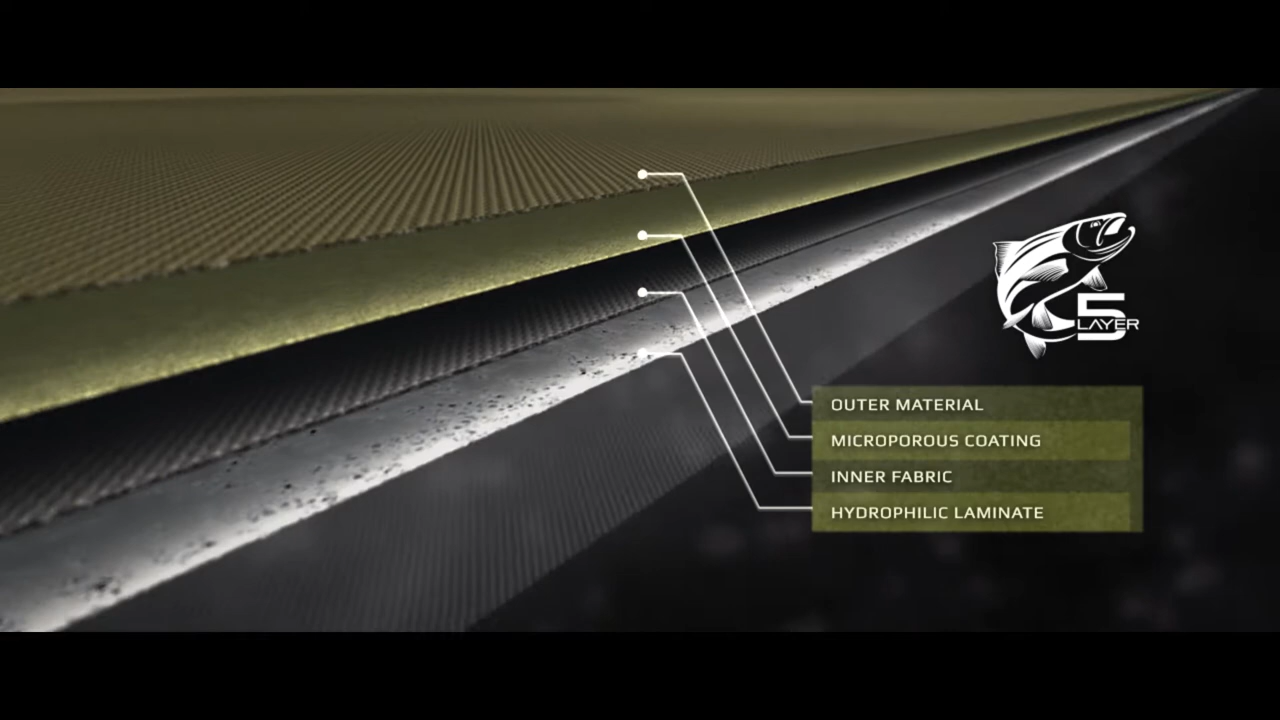 5
LAYER
OUTER MATERIAL
MICROPOROUS COATING
INNER FABRIC
HYDROPHILIC LAMINATE